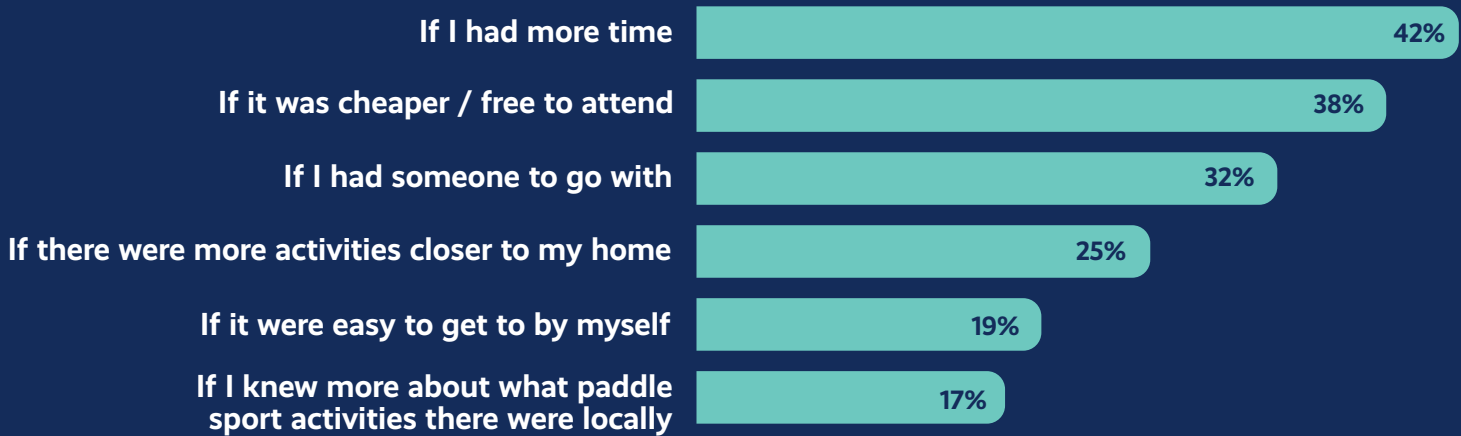 If I had more time 42%
If it was cheaper / free to attend 38%
If I had someone to go with 32%
If there were more activities closer to my home 25%
If it were easy to get to by myself 19%
If I knew more about what paddle
sport activities there were locally 17%